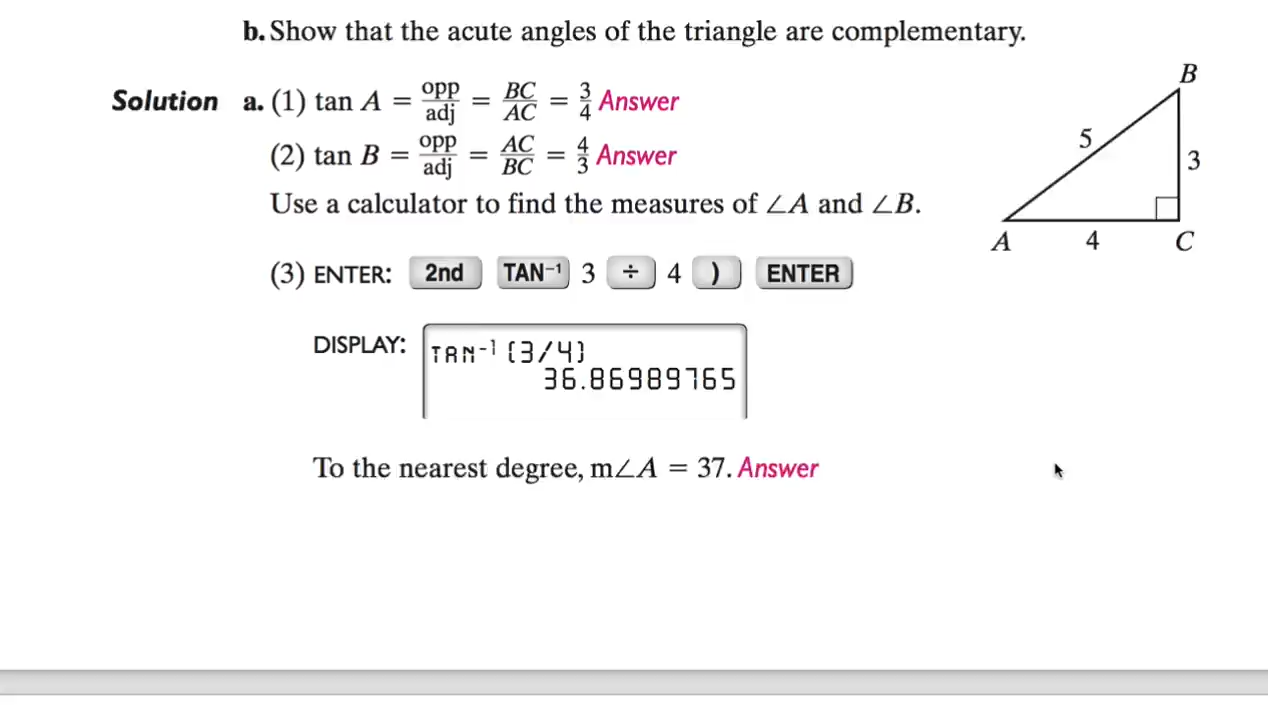 b. Show that the acute angles of the triangle are complementary.
Solution a. (1) tan A = opp/adj = BC/AC = 3/4 Answer
(2) tan B = opp/adj = AC/BC = 4/3 Answer
Use a calculator to find the measures of ∠A and ∠B.
B
5
3
A
4
C
(3) ENTER: 2nd TAN⁻¹ 3 ÷ 4 ) ENTER
DISPLAY: TAN⁻¹(3/4)
36.86989765
To the nearest degree, m∠A = 37. Answer